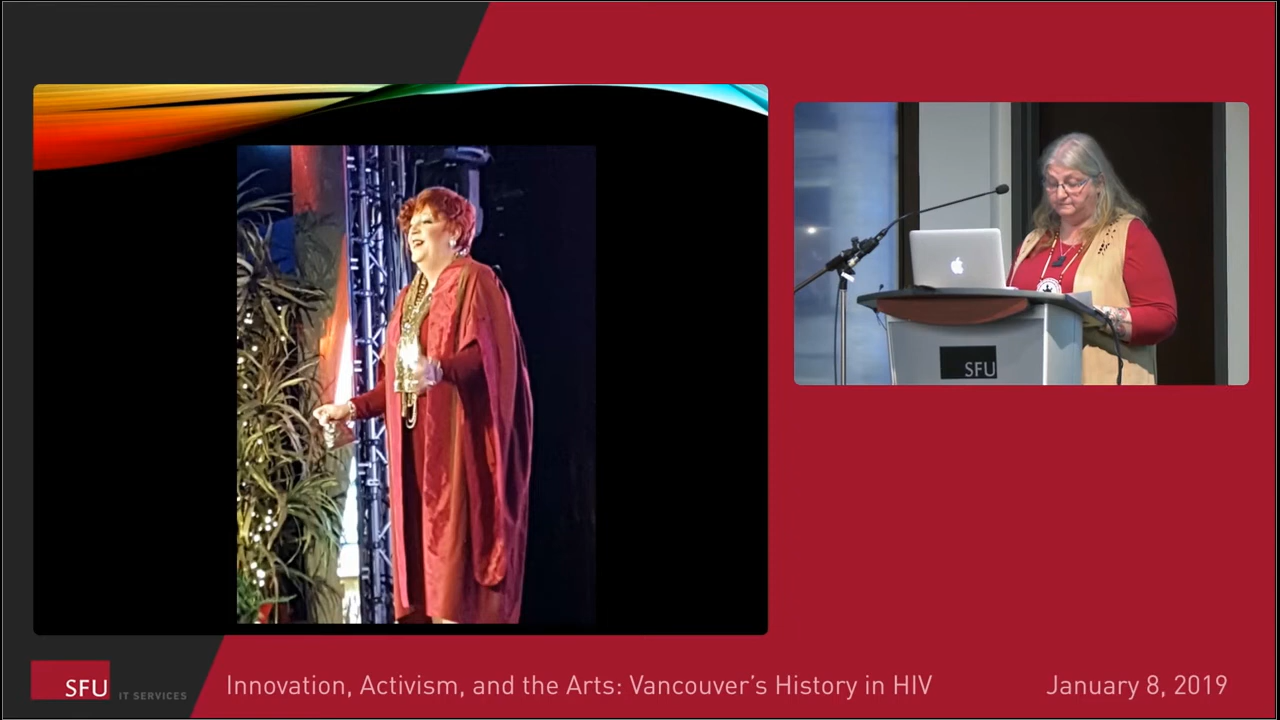 SFU
SFU IT SERVICES
Innovation, Activism, and the Arts: Vancouver's History in HIV
January 8, 2019